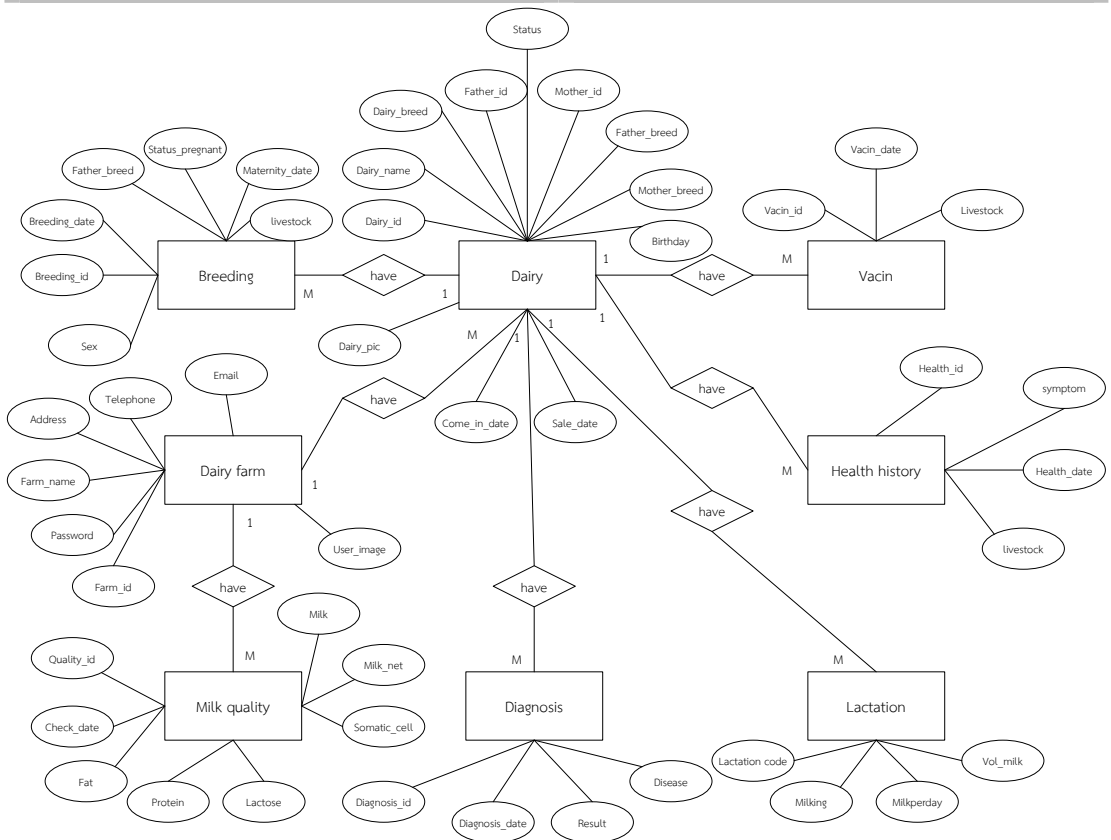 Status
Father_id
Mother_id
Dairy_breed
Father_breed
Status_pregnant
Vacin_date
Father_breed
Maternity_date
Dairy_name
Mother_breed
Breeding_date
livestock
Dairy_id
Vacin_id
Livestock
Birthday
Breeding
have
Dairy
1
have
M
Vacin
Breeding_id
M
1
1
Sex
Dairy_pic
M
1
1
Email
have
have
Health_id
symptom
Telephone
Address
Come_in_date
Sale_date
Dairy farm
Farm_name
1
M
Health history
Health_date
Password
1
have
User_image
livestock
Farm_id
have
have
Milk
Quality_id
M
M
M
Milk_net
Milk quality
Diagnosis
Lactation
Check_date
Somatic_cell
Fat
Lactation code
Vol_milk
Protein
Lactose
Diagnosis_id
Disease
Milking
Milkperday
Diagnosis_date
Result